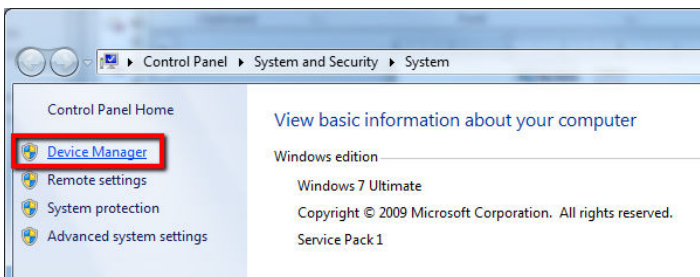 Control Panel ▸ System and Security ▸ System
Control Panel Home
Device Manager
Remote settings
System protection
Advanced system settings
View basic information about your computer
Windows edition
Windows 7 Ultimate
Copyright © 2009 Microsoft Corporation. All rights reserved.
Service Pack 1